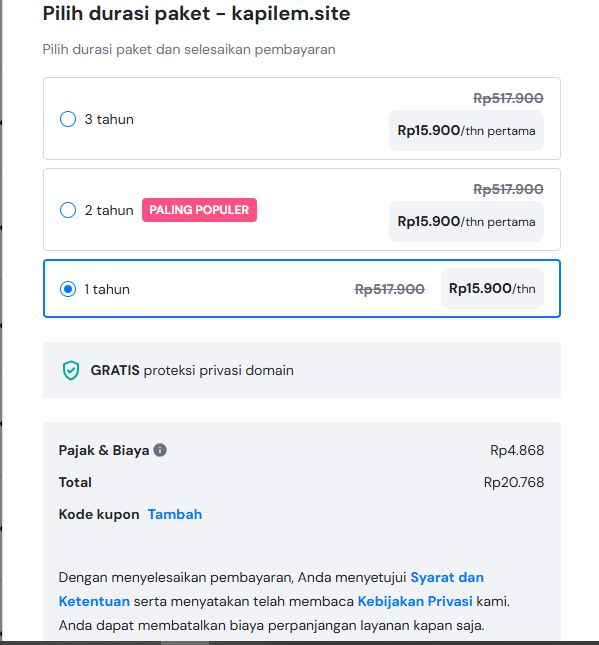 Pilih durasi paket – kapilem.site
Pilih durasi paket dan selesaikan pembayaran
Rp517.900
3 tahun
Rp15.900/thn pertama
Rp517.900
2 tahun PALING POPULER
Rp15.900/thn pertama
1 tahun Rp517.900 Rp15.900/thn
GRATIS proteksi privasi domain
Pajak & Biaya Rp4.868
Total Rp20.768
Kode kupon Tambah
Dengan menyelesaikan pembayaran, Anda menyetujui Syarat dan
Ketentuan serta menyatakan telah membaca Kebijakan Privasi kami.
Anda dapat membatalkan biaya perpanjangan layanan kapan saja.